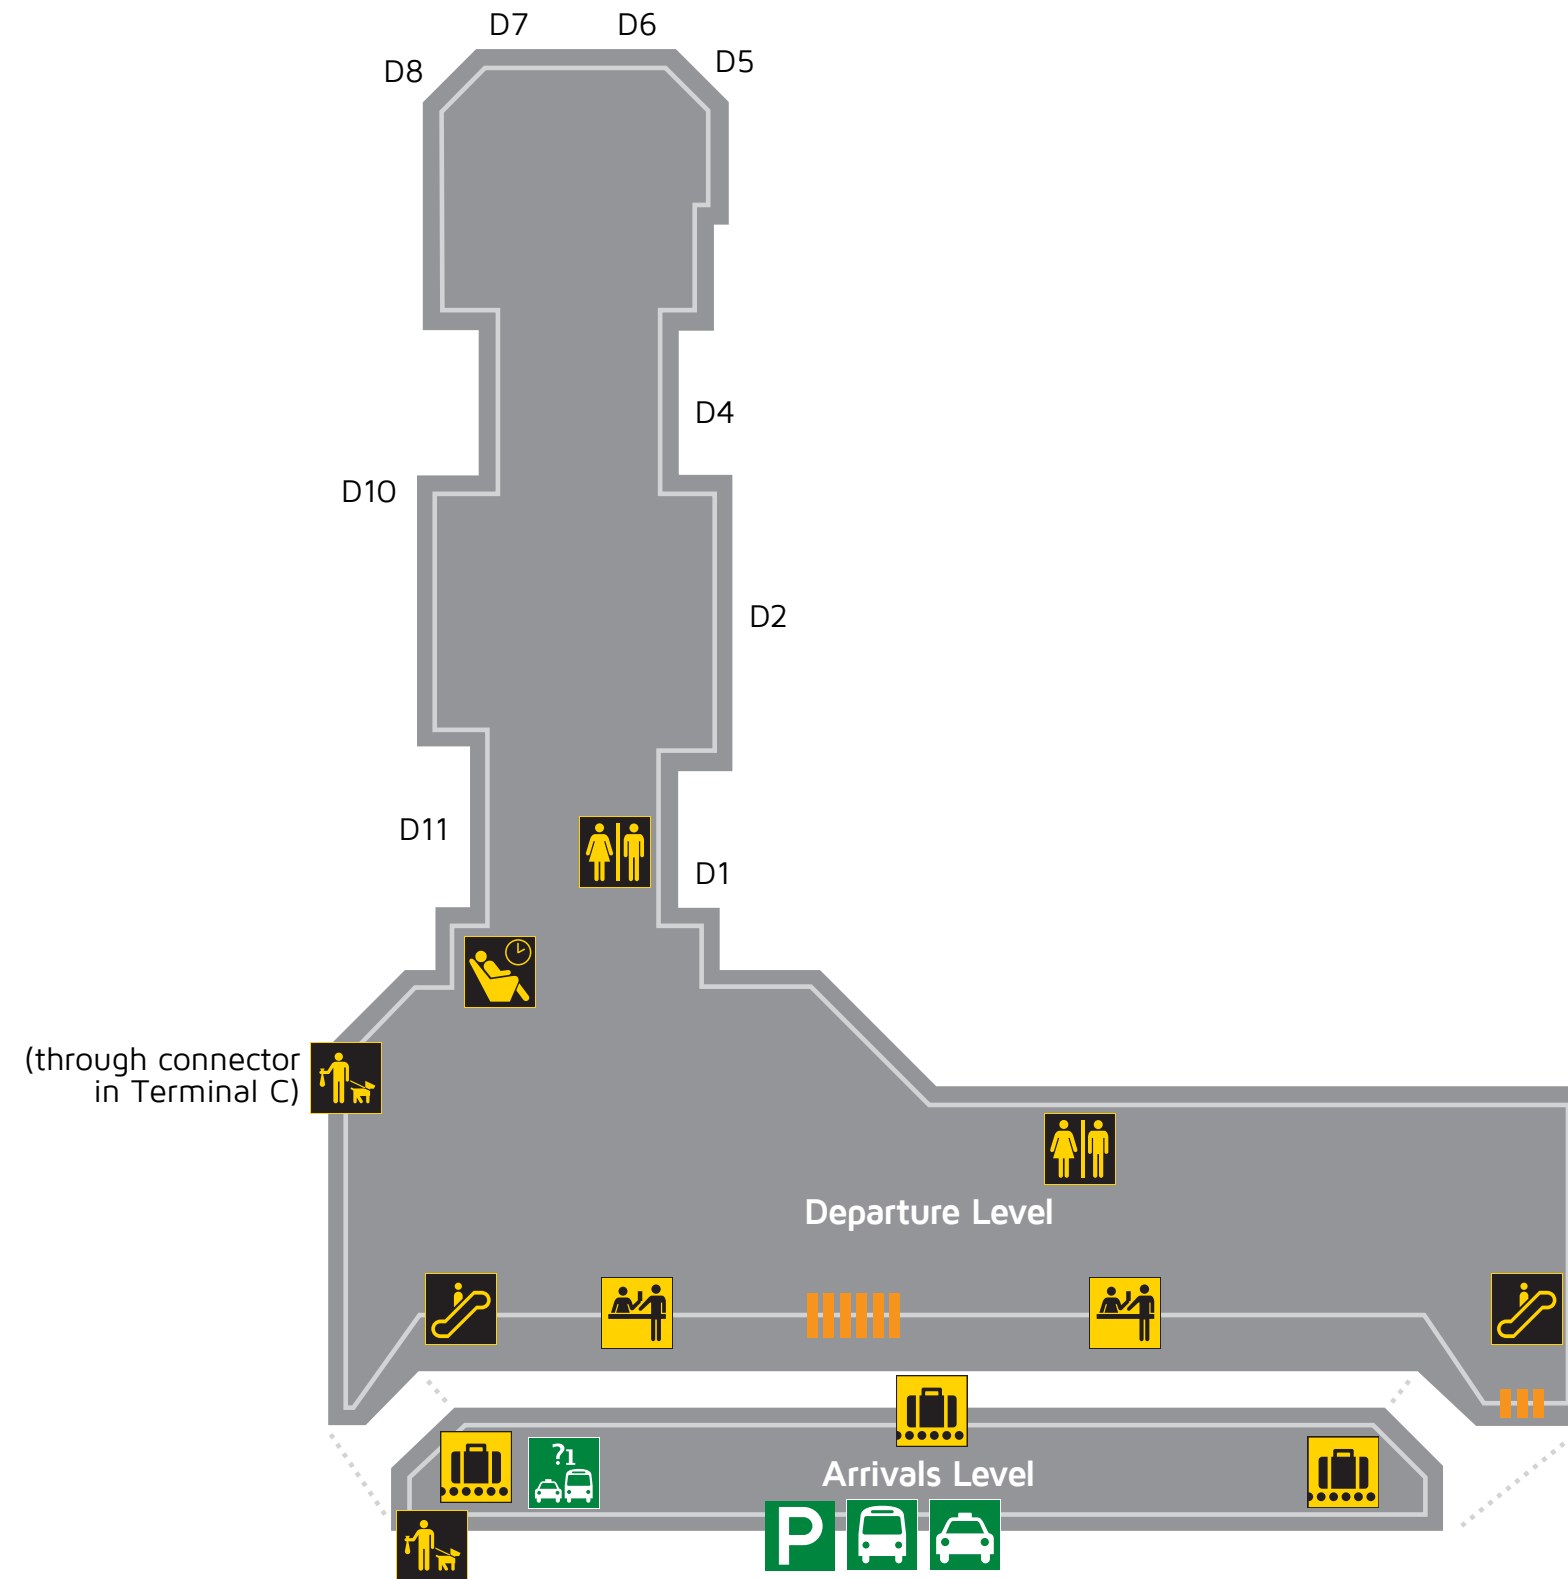 D7
D6
D5
D8
D4
D10
D2
D11
D1
(through connector
in Terminal C)
Departure Level
?1
Arrivals Level
P